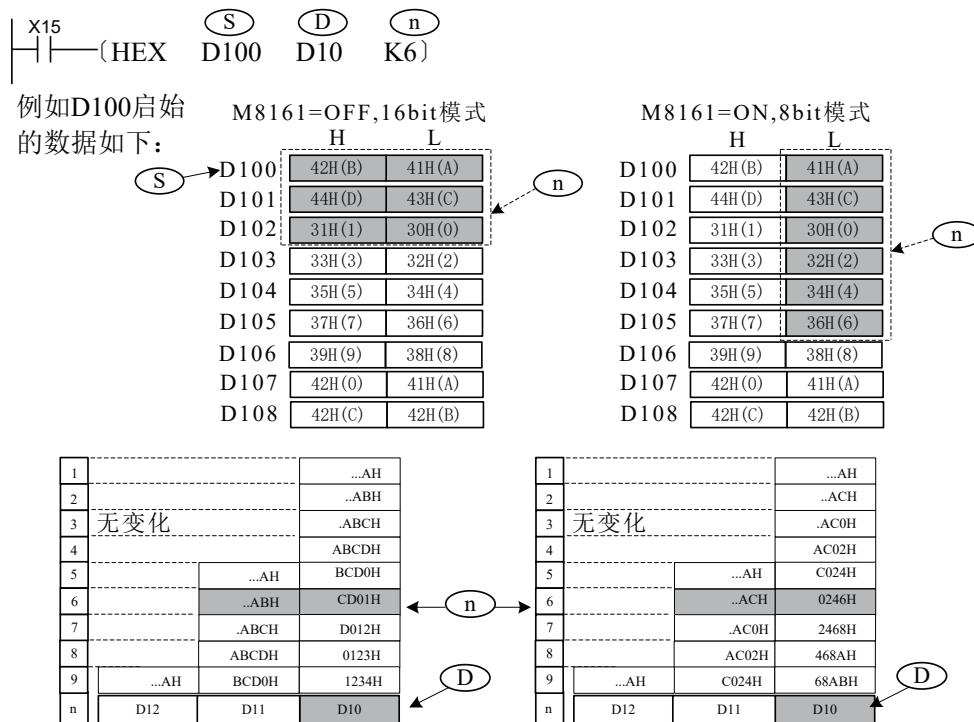 X15 S D n
〔HEX D100 D10 K6〕
例如D100启始
的数据如下：
M8161=OFF,16bit模式
H L
S D100 42H(B) 41H(A)
D101 44H(D) 43H(C) n
D102 31H(1) 30H(0)
D103 33H(3) 32H(2)
D104 35H(5) 34H(4)
D105 37H(7) 36H(6)
D106 39H(9) 38H(8)
D107 42H(0) 41H(A)
D108 42H(C) 42H(B)
M8161=ON,8bit模式
H L
D100 42H(B) 41H(A)
D101 44H(D) 43H(C)
D102 31H(1) 30H(0) n
D103 33H(3) 32H(2)
D104 35H(5) 34H(4)
D105 37H(7) 36H(6)
D106 39H(9) 38H(8)
D107 42H(0) 41H(A)
D108 42H(C) 42H(B)
1 ...AH
2 ..ABH
3 无变化 .ABCH
4 ABCDH
5 ...AH BCD0H
6 ..ABH CD01H n
7 .ABCH D012H
8 ABCDH 0123H
9 ...AH BCD0H 1234H D
n D12 D11 D10
1 ...AH
2 ..ACH
3 无变化 .AC0H
4 AC02H
5 ...AH C024H
6 ..ACH 0246H
7 .AC0H 2468H
8 AC02H 468AH
9 ...AH C024H 68ABH D
n D12 D11 D10